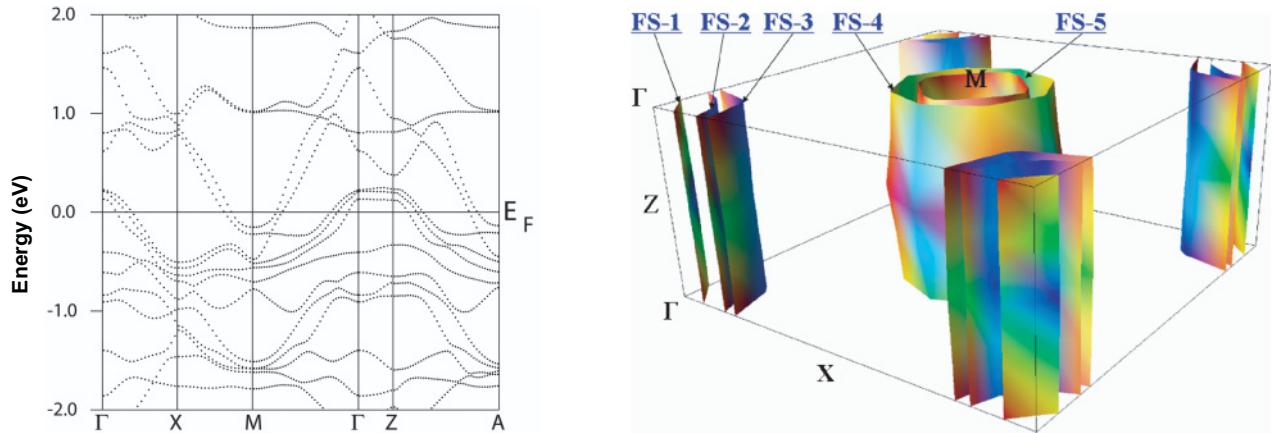 2.0
1.0
0.0
-1.0
-2.0
Energy (eV)
Γ
X
M
Γ
Z
A
E F
FS-1
FS-2
FS-3
FS-4
FS-5
M
Γ
Z
Γ
X